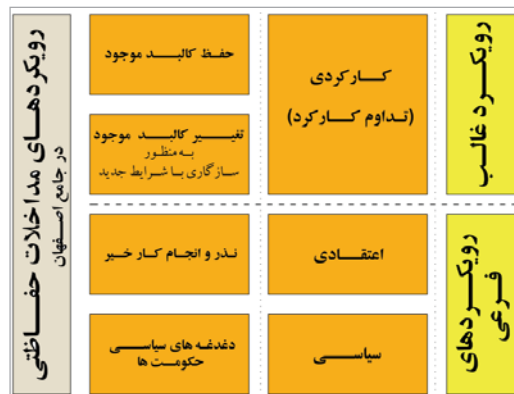 رویکرد غالب
کارکردی
(تداوم کارکرد)
حفظ کالبد موجود
تغییر کالبد موجود
به منظور
سازگاری با شرایط جدید
رویکردهای
فرعی
اعتقادی
نذر و انجام کار خیر
سیاسی
دغدغه های سیاسی
حکومت ها
رویکردهای مداخلات حفاظتی
در جامع اصفهان